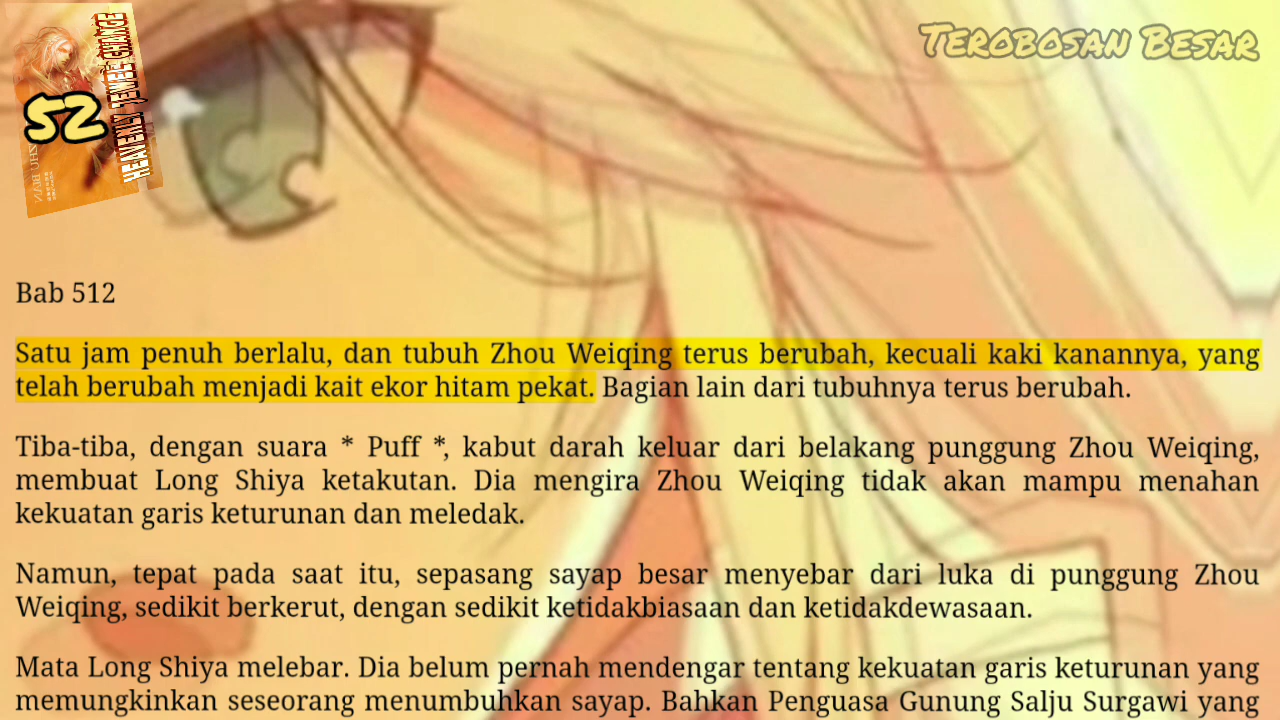 Terobosan Besar
52
HEAVENLY JEWEL CHANGE
Bab 512
Satu jam penuh berlalu, dan tubuh Zhou Weiqing terus berubah, kecuali kaki kanannya, yang
telah berubah menjadi kait ekor hitam pekat. Bagian lain dari tubuhnya terus berubah.
Tiba-tiba, dengan suara * Puff *, kabut darah keluar dari belakang punggung Zhou Weiqing,
membuat Long Shiya ketakutan. Dia mengira Zhou Weiqing tidak akan mampu menahan
kekuatan garis keturunan dan meledak.
Namun, tepat pada saat itu, sepasang sayap besar menyebar dari luka di punggung Zhou
Weiqing, sedikit berkerut, dengan sedikit ketidakbiasaan dan ketidakdewasaan.
Mata Long Shiya melebar. Dia belum pernah mendengar tentang kekuatan garis keturunan yang
memungkinkan seseorang menumbuhkan sayap. Bahkan Penguasa Gunung Salju Surgawi yang